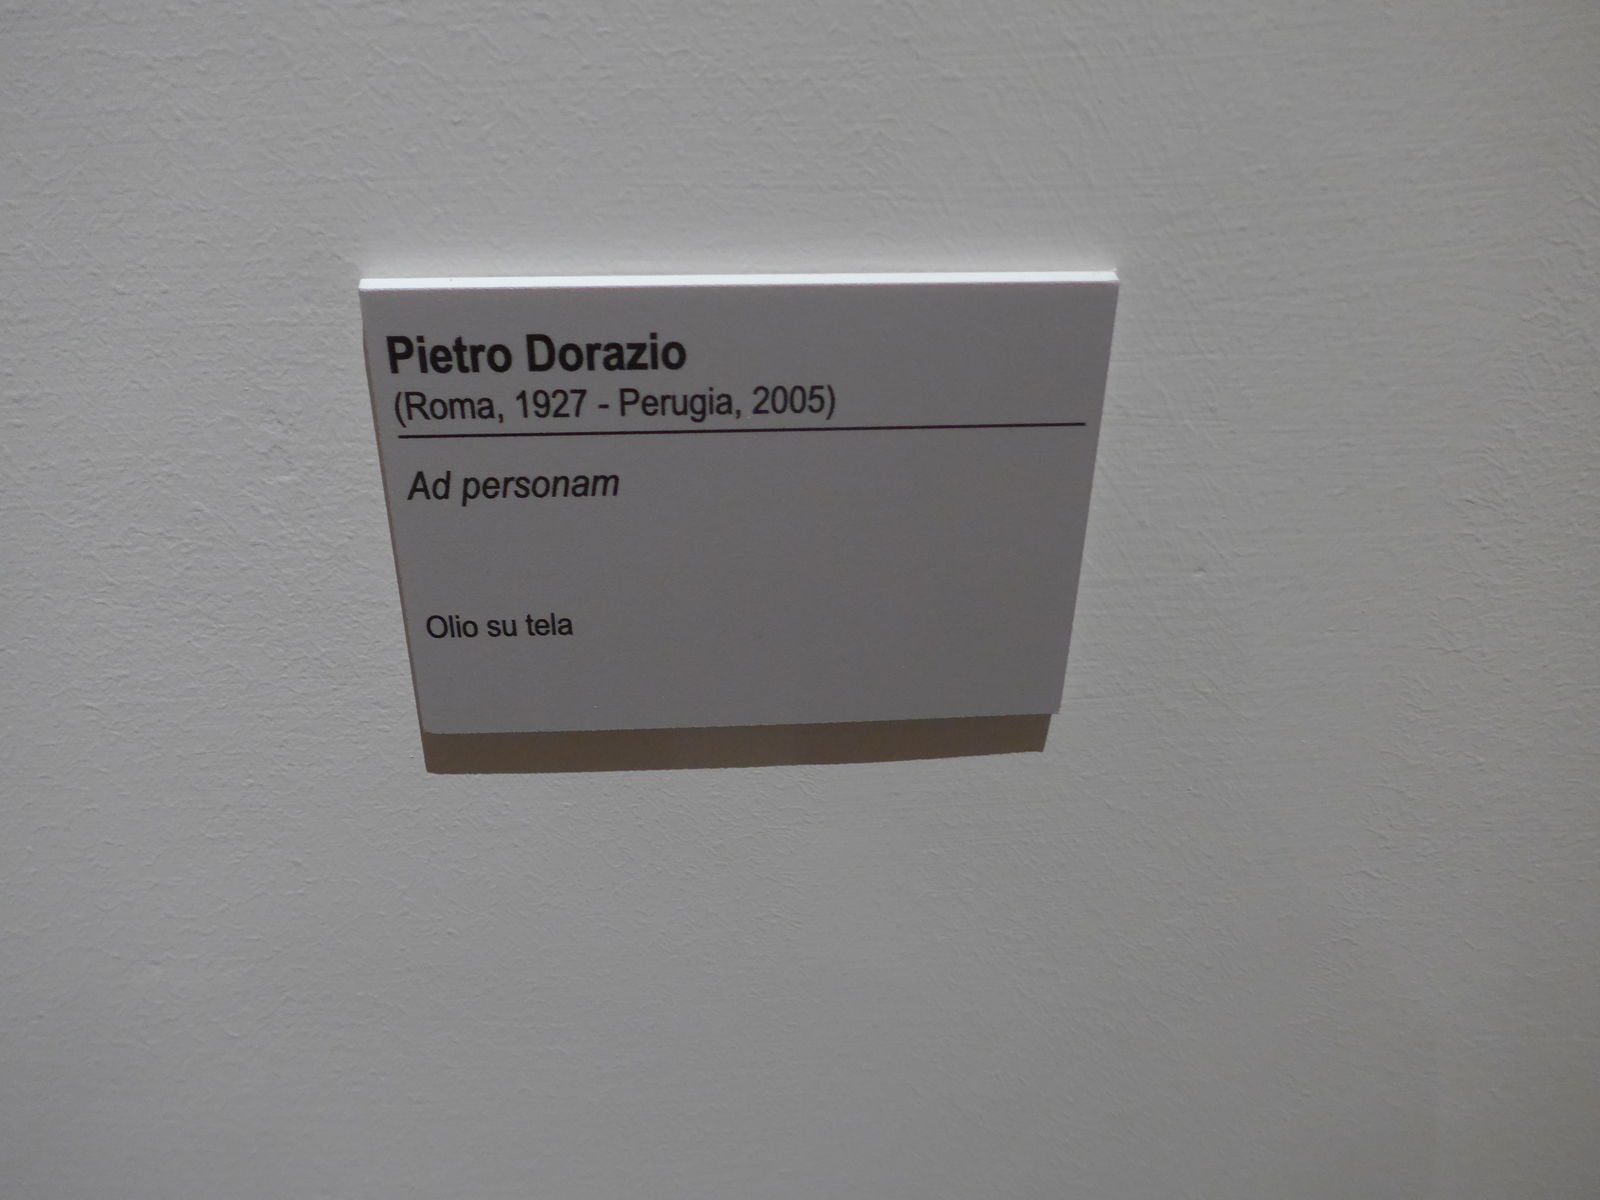 Pietro Dorazio
(Roma, 1927 - Perugia, 2005)
Ad personam
Olio su tela